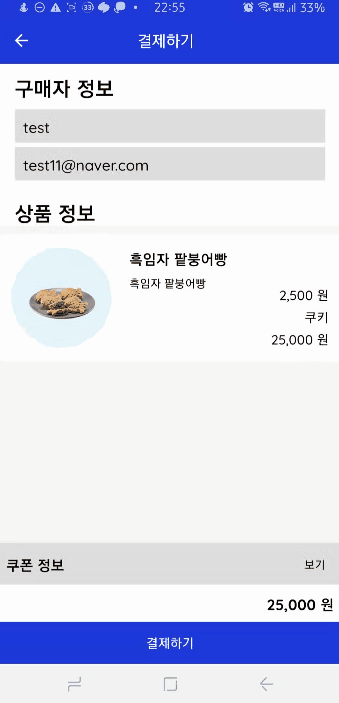 33 22:55 33%
결제하기
구매자 정보
test
test11@naver.com
상품 정보
흑임자 팥붕어빵
흑임자 팥붕어빵
2,500 원
쿠키
25,000 원
쿠폰 정보 보기
25,000 원
결제하기